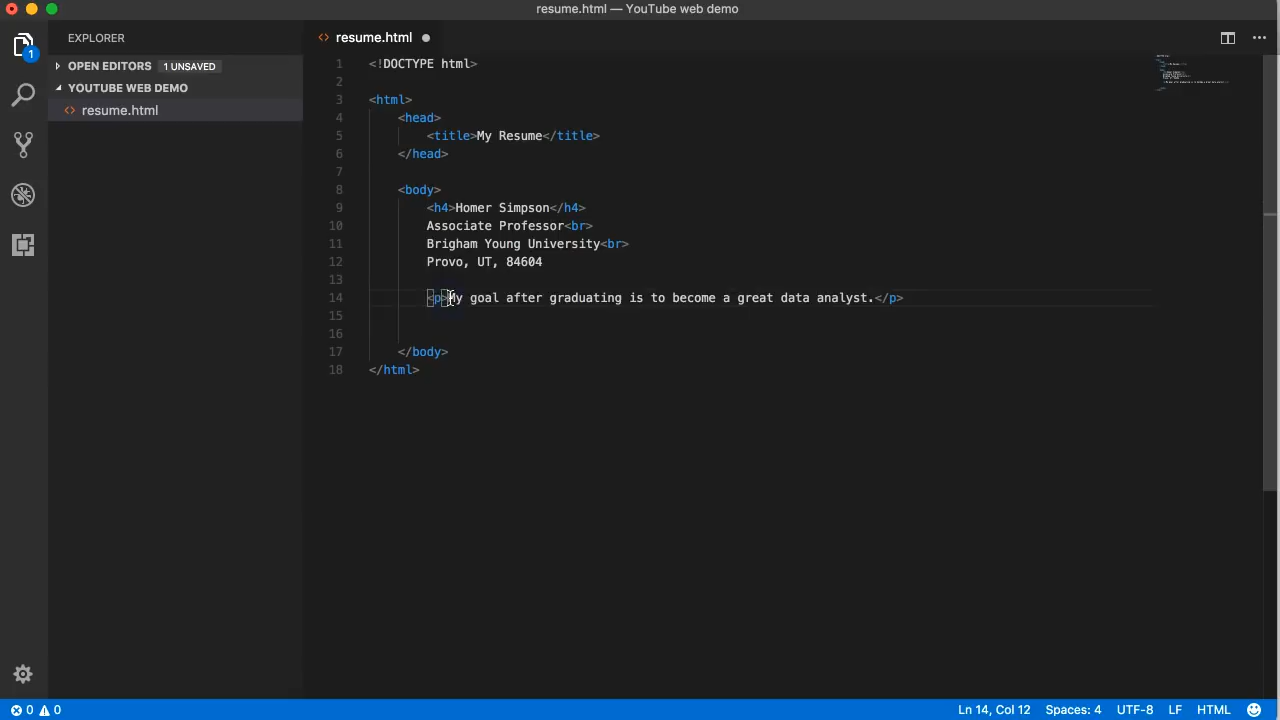 resume.html — YouTube web demo
EXPLORER
OPEN EDITORS 1 UNSAVED
YOUTUBE WEB DEMO
<> resume.html
1
<> resume.html
1 <!DOCTYPE html>
2
3 <html>
4 <head>
5 <title>My Resume</title>
6 </head>
7
8 <body>
9 <h4>Homer Simpson</h4>
10 Associate Professor<br>
11 Brigham Young University<br>
12 Provo, UT, 84604
13
14 <p>My goal after graduating is to become a great data analyst.</p>
15
16
17 </body>
18 </html>
0 0 Ln 14, Col 12 Spaces: 4 UTF-8 LF HTML